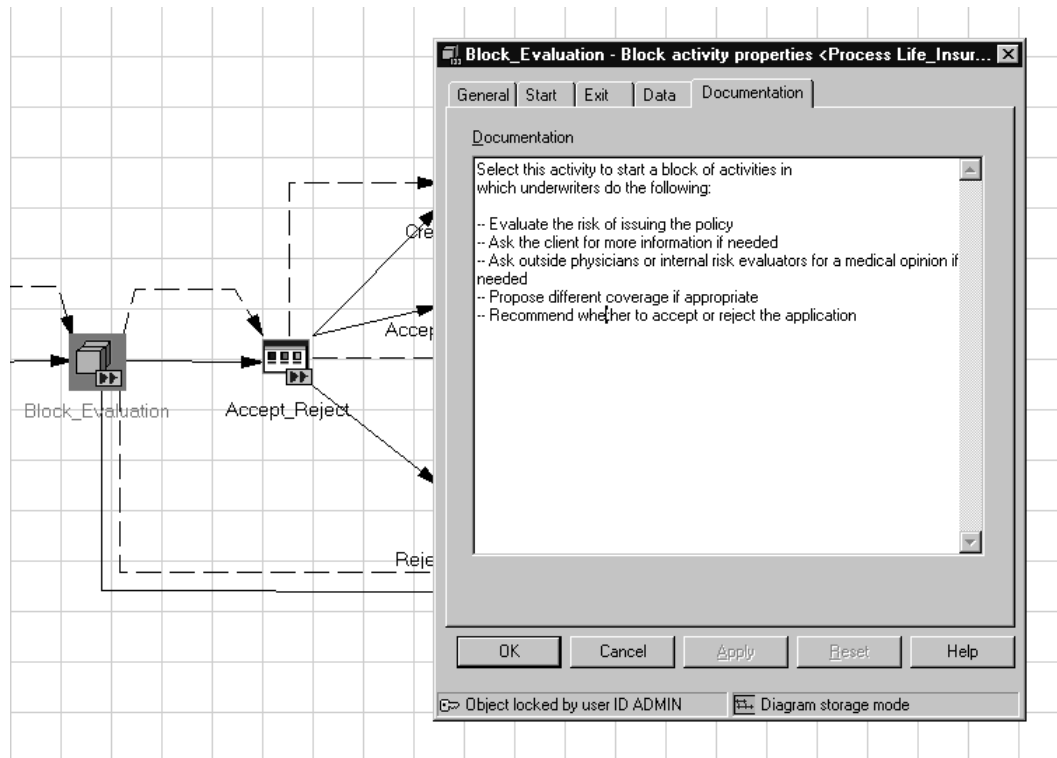 Block_Evaluation - Block activity properties <Process Life_Insur...
General Start Exit Data Documentation
Documentation
Select this activity to start a block of activities in
which underwriters do the following:
-- Evaluate the risk of issuing the policy
-- Ask the client for more information if needed
-- Ask outside physicians or internal risk evaluators for a medical opinion if
needed
-- Propose different coverage if appropriate
-- Recommend whether to accept or reject the application
Cre
Accep
Block_Evaluation
Accept_Reject
Reje
OK Cancel Apply Reset Help
Object locked by user ID ADMIN
Diagram storage mode